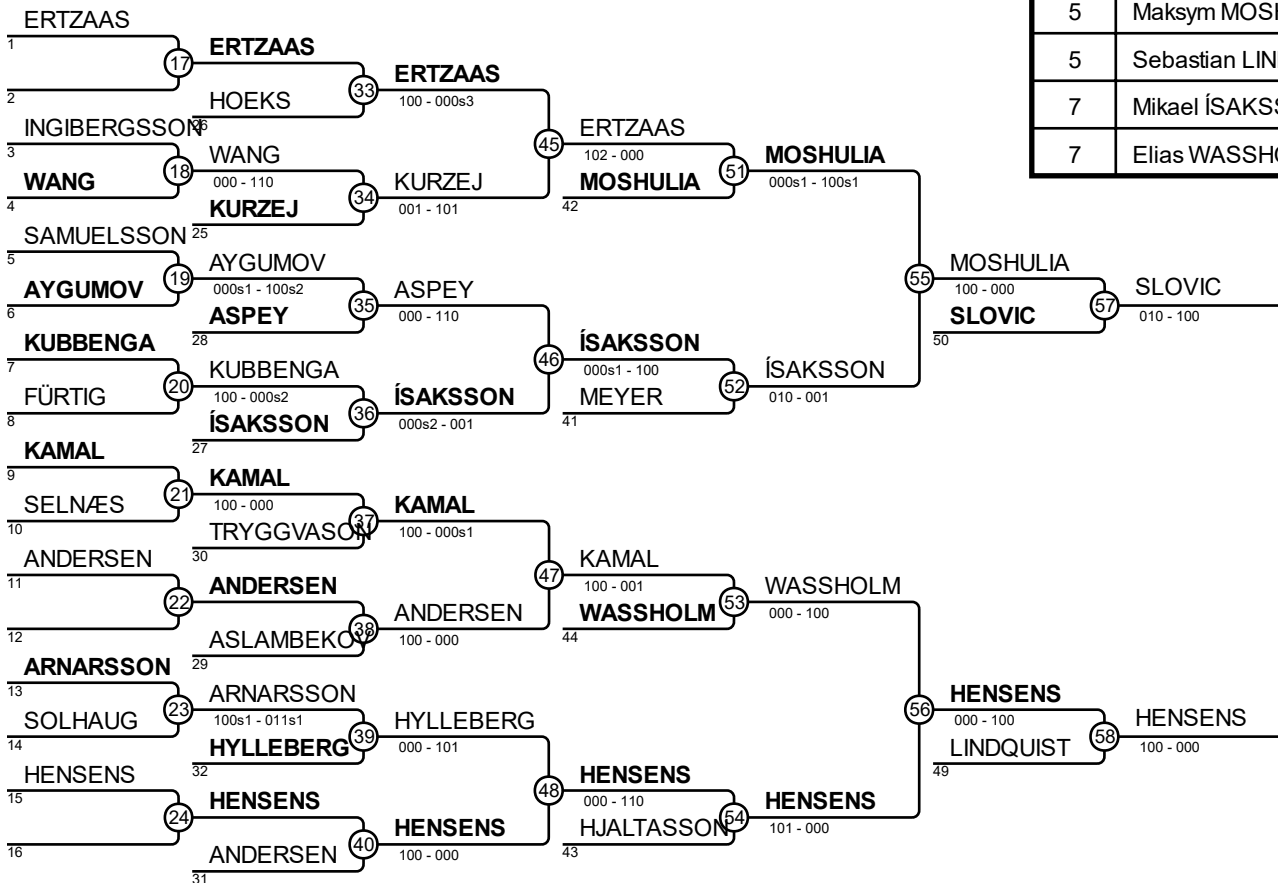 ERTZAAS
1
17
2
INGIBERGSSON
3
18
WANG
4
SAMUELSSON
5
19
AYGUMOV
6
KUBBENGA
7
20
FÜRTIG
8
KAMAL
9
21
SELNÆS
10
ANDERSEN
11
22
12
ARNARSSON
13
23
SOLHAUG
14
HENSENS
15
24
16
ERTZAAS
33
HOEKS
26
WANG
000 - 110
34
KURZEJ
25
AYGUMOV
000s1 - 100s2
35
ASPEY
28
KUBBENGA
100 - 000s2
36
ÍSAKSSON
27
KAMAL
100 - 000
37
TRYGGVASON
30
ANDERSEN
38
ASLAMBEKOV
29
ARNARSSON
100s1 - 011s1
39
HYLLEBERG
32
HENSENS
40
ANDERSEN
31
ERTZAAS
100 - 000s3
45
KURZEJ
001 - 101
ASPEY
000 - 110
46
ÍSAKSSON
000s2 - 001
KAMAL
100 - 000s1
47
ANDERSEN
100 - 000
HYLLEBERG
000 - 101
48
HENSENS
100 - 000
ERTZAAS
102 - 000
51
MOSHULIA
42
ÍSAKSSON
000s1 - 100
52
MEYER
41
KAMAL
100 - 001
53
WASSHOLM
44
HENSENS
000 - 110
54
HJALTASSON
43
MOSHULIA
000s1 - 100s1
55
ÍSAKSSON
010 - 001
WASSHOLM
000 - 100
56
HENSENS
101 - 000
MOSHULIA
100 - 000
57
SLOVIC
50
HENSENS
000 - 100
58
LINDQUIST
49
SLOVIC
010 - 100
HENSENS
100 - 000
5 Maksym
5 Sebastian
7 Mikael
7 Elias